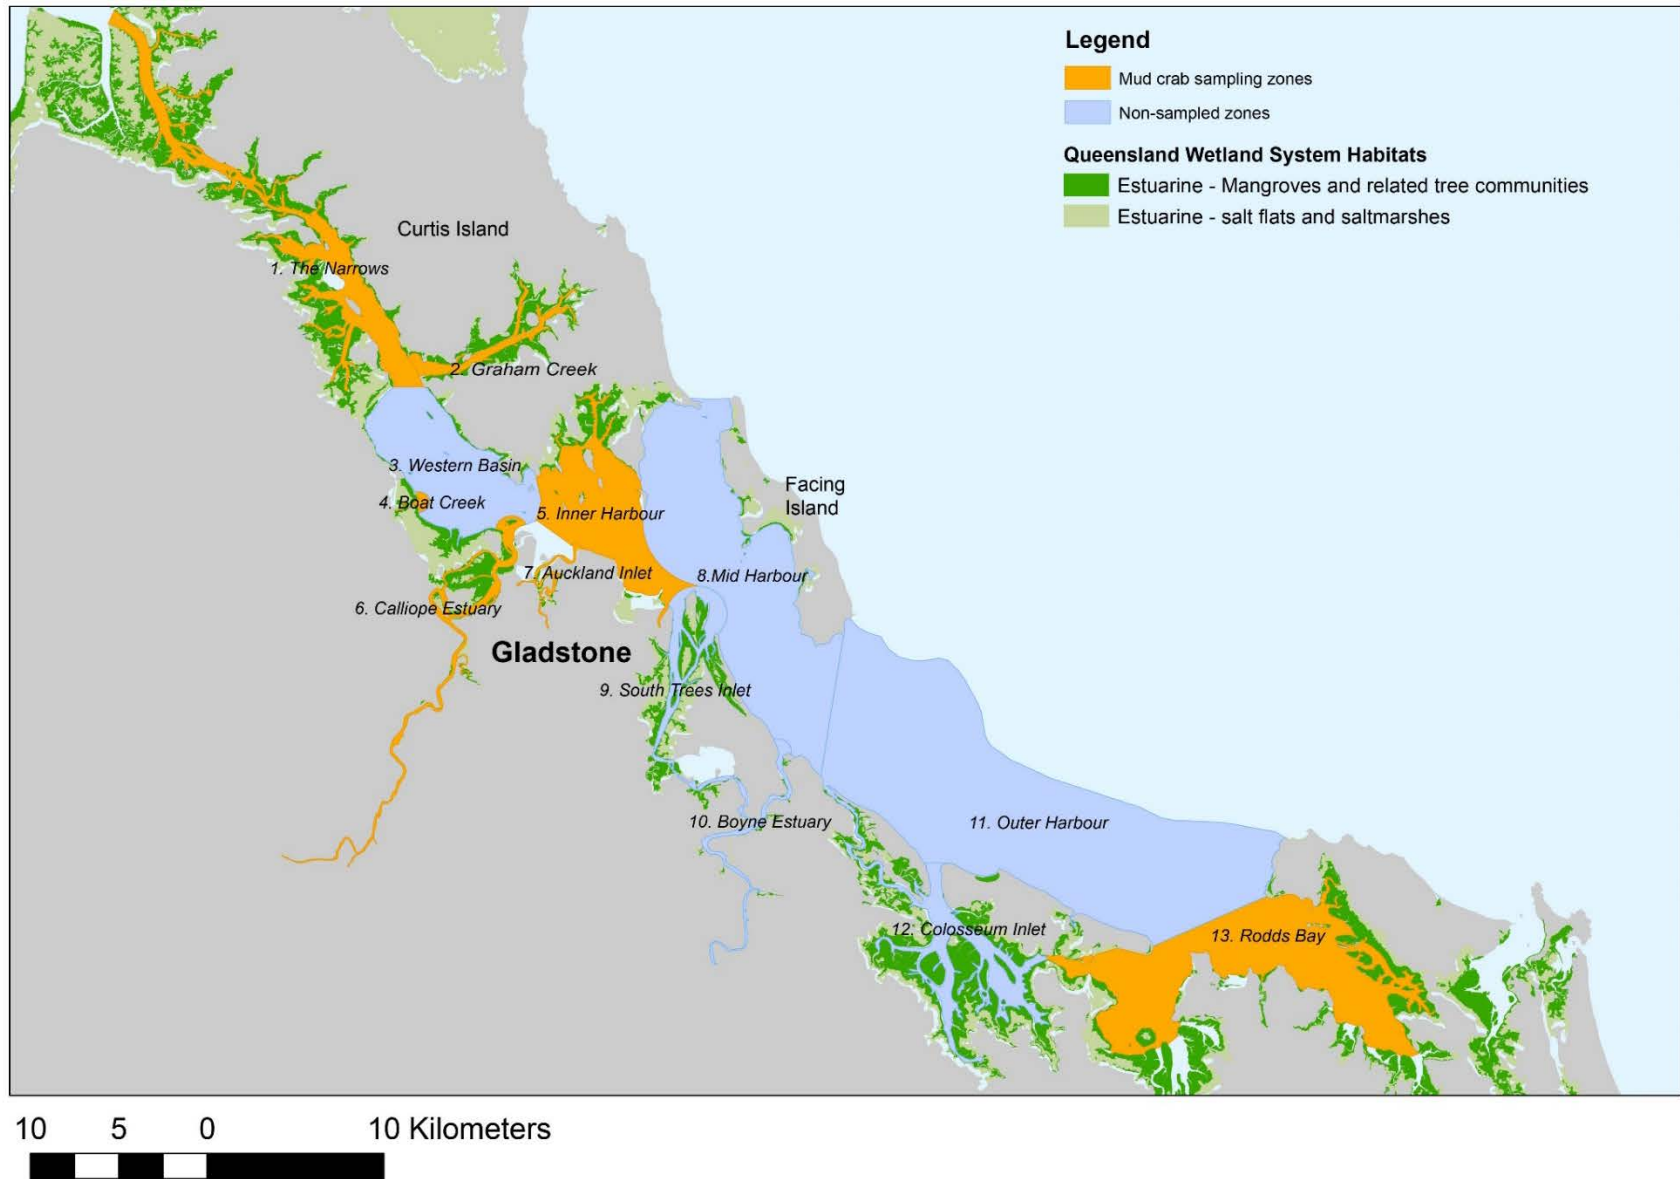 Legend
Mud crab sampling zones
Non-sampled zones
Queensland Wetland System Habitats
Estuarine - Mangroves and related tree communities
Estuarine - salt flats and saltmarshes
Curtis Island
1. The Narrows
2. Graham Creek
3. Western Basin
4. Boat Creek
Facing
Island
5. Inner Harbour
7. Auckland Inlet
8.Mid Harbour
6. Calliope Estuary
Gladstone
9. South Trees Inlet
10. Boyne Estuary
11. Outer Harbour
12. Colosseum Inlet
13. Rodds Bay
10 5 0 10 Kilometers